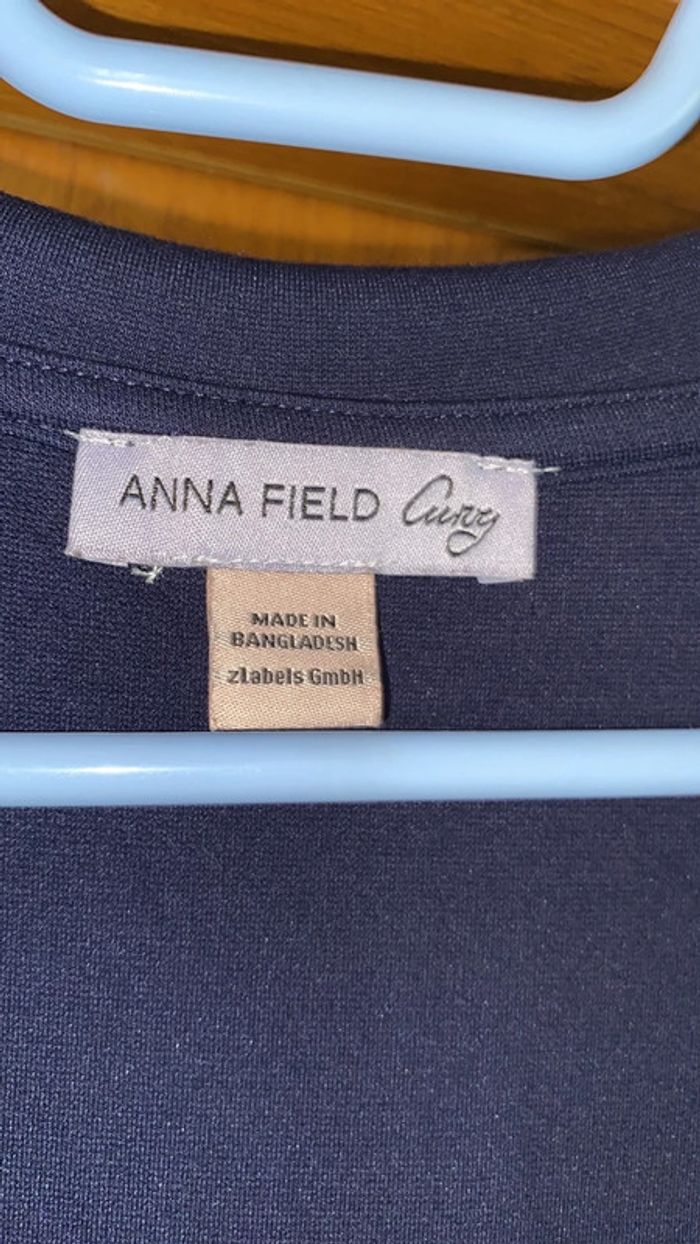 ANNA FIELD Curvy
MADE IN
BANGLADESH
zLabels GmbH